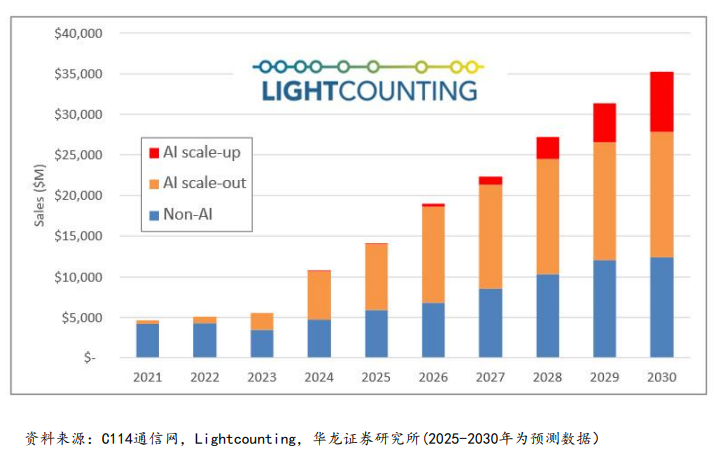 $40,000
$35,000
$30,000
$25,000
$20,000
$15,000
$10,000
$5,000
$-
Sales ($M)
LIGHTCOUNTING
AI scale-up
AI scale-out
Non-AI
2021 2022 2023 2024 2025 2026 2027 2028 2029 2030
资料来源：C114通信网，Lightcounting，华龙证券研究所(2025-2030年为预测数据）